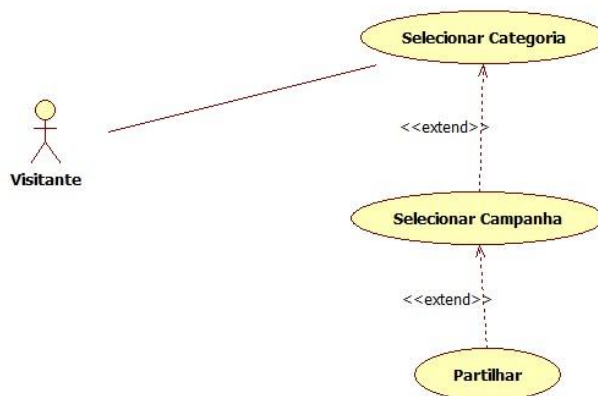 Selecionar Categoria
<<extend>>
Visitante
Selecionar Campanha
<<extend>>
Partilhar